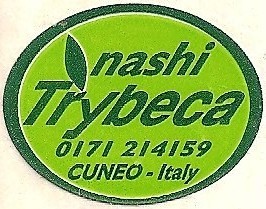 nashi
Trybeca
0171 214159
CUNEO - Italy